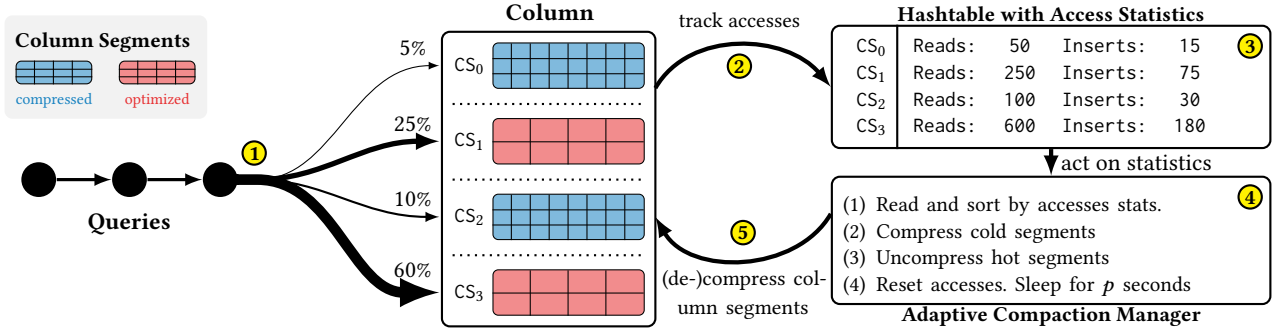 Column Segments
compressed
optimized
Queries
1
5%
25%
10%
60%
Column
CS0
CS1
CS2
CS3
track accesses
2
Hashtable with Access Statistics
3
CS0 Reads: 50 Inserts: 15
CS1 Reads: 250 Inserts: 75
CS2 Reads: 100 Inserts: 30
CS3 Reads: 600 Inserts: 180
act on statistics
4
(1) Read and sort by accesses stats.
(2) Compress cold segments
(3) Uncompress hot segments
(4) Reset accesses. Sleep for p seconds
Adaptive Compaction Manager
5
(de-)compress col-
umn segments